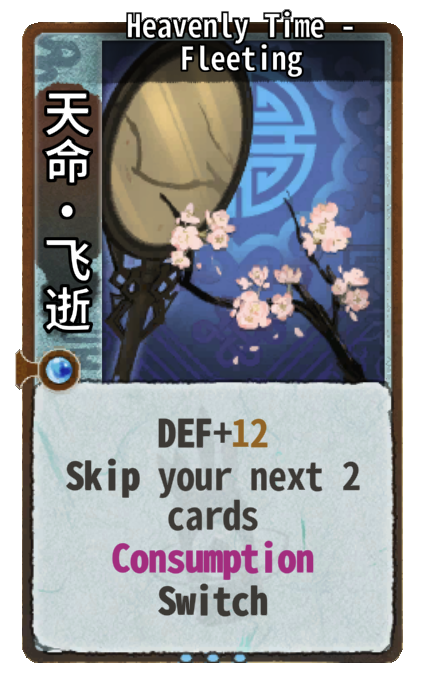 Heavenly Time -
Fleeting
天命·飞逝
DEF+12
Skip your next 2
cards
Consumption
Switch